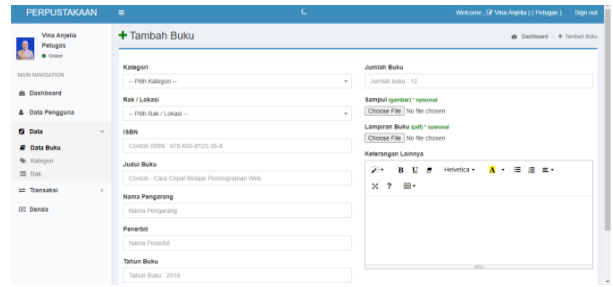 PERPUSTAKAAN
Welcome , Vina Anjelia | ( Petugas ) Sign out
Vina Anjelia
Petugas
Online
MAIN NAVIGATION
Dashboard
Data Pengguna
Data
Data Buku
Kategori
Rak
Transaksi
Denda
Tambah Buku
Dashboard Tambah Buku
Kategori
-- Pilih Kategori --
Rak / Lokasi
-- Pilih Rak / Lokasi --
ISBN
Contoh ISBN : 978-602-8123-35-8
Judul Buku
Contoh : Cara Cepat Belajar Pemrograman Web
Nama Pengarang
Nama Pengarang
Penerbit
Nama Penerbit
Tahun Buku
Tahun Buku : 2019
Jumlah Buku
Jumlah buku : 12
Sampul (gambar) * opsional
Choose File No file chosen
Lampiran Buku (pdf) * opsional
Choose File No file chosen
Keterangan Lainnya
B U Helvetica A
?